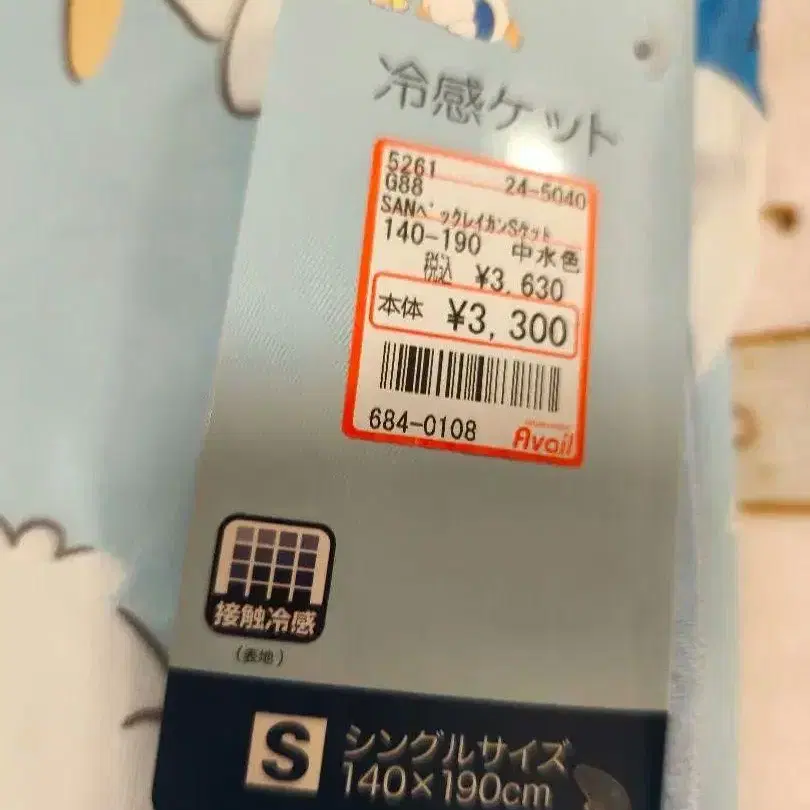 冷感ケット
5261 24-5040
G88
SANペックレイカンSケット
140-190 中水色
税込 ¥3,630
本体 ¥3,300
684-0108 Avail
接触冷感
(表地)
S シングルサイズ
140×190cm